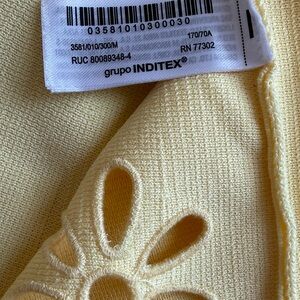 03581010300030
3581/010/300/M 170/70A
RUC 80089348-4 RN 77302
grupo INDITEX®